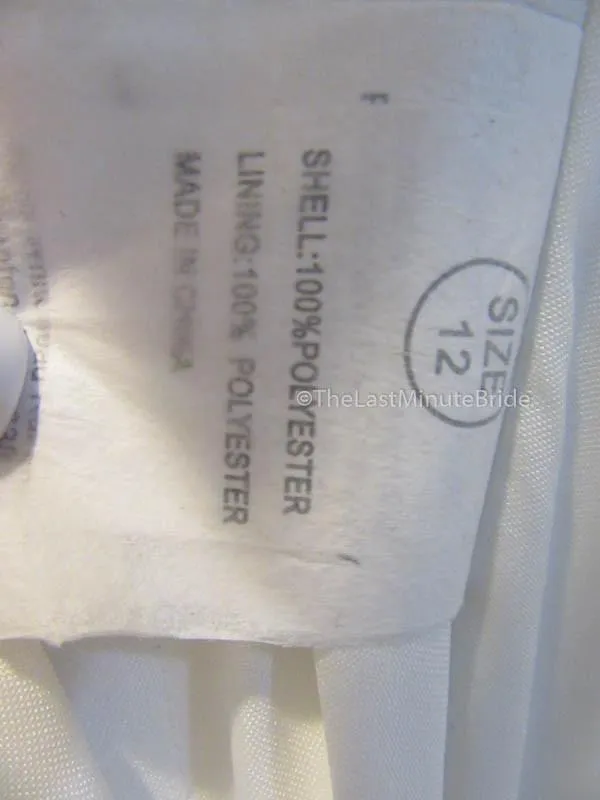 SIZE
12
SHELL:100%POLYESTER
LINING:100% POLYESTER
MADE IN CHINA
©TheLastMinuteBride